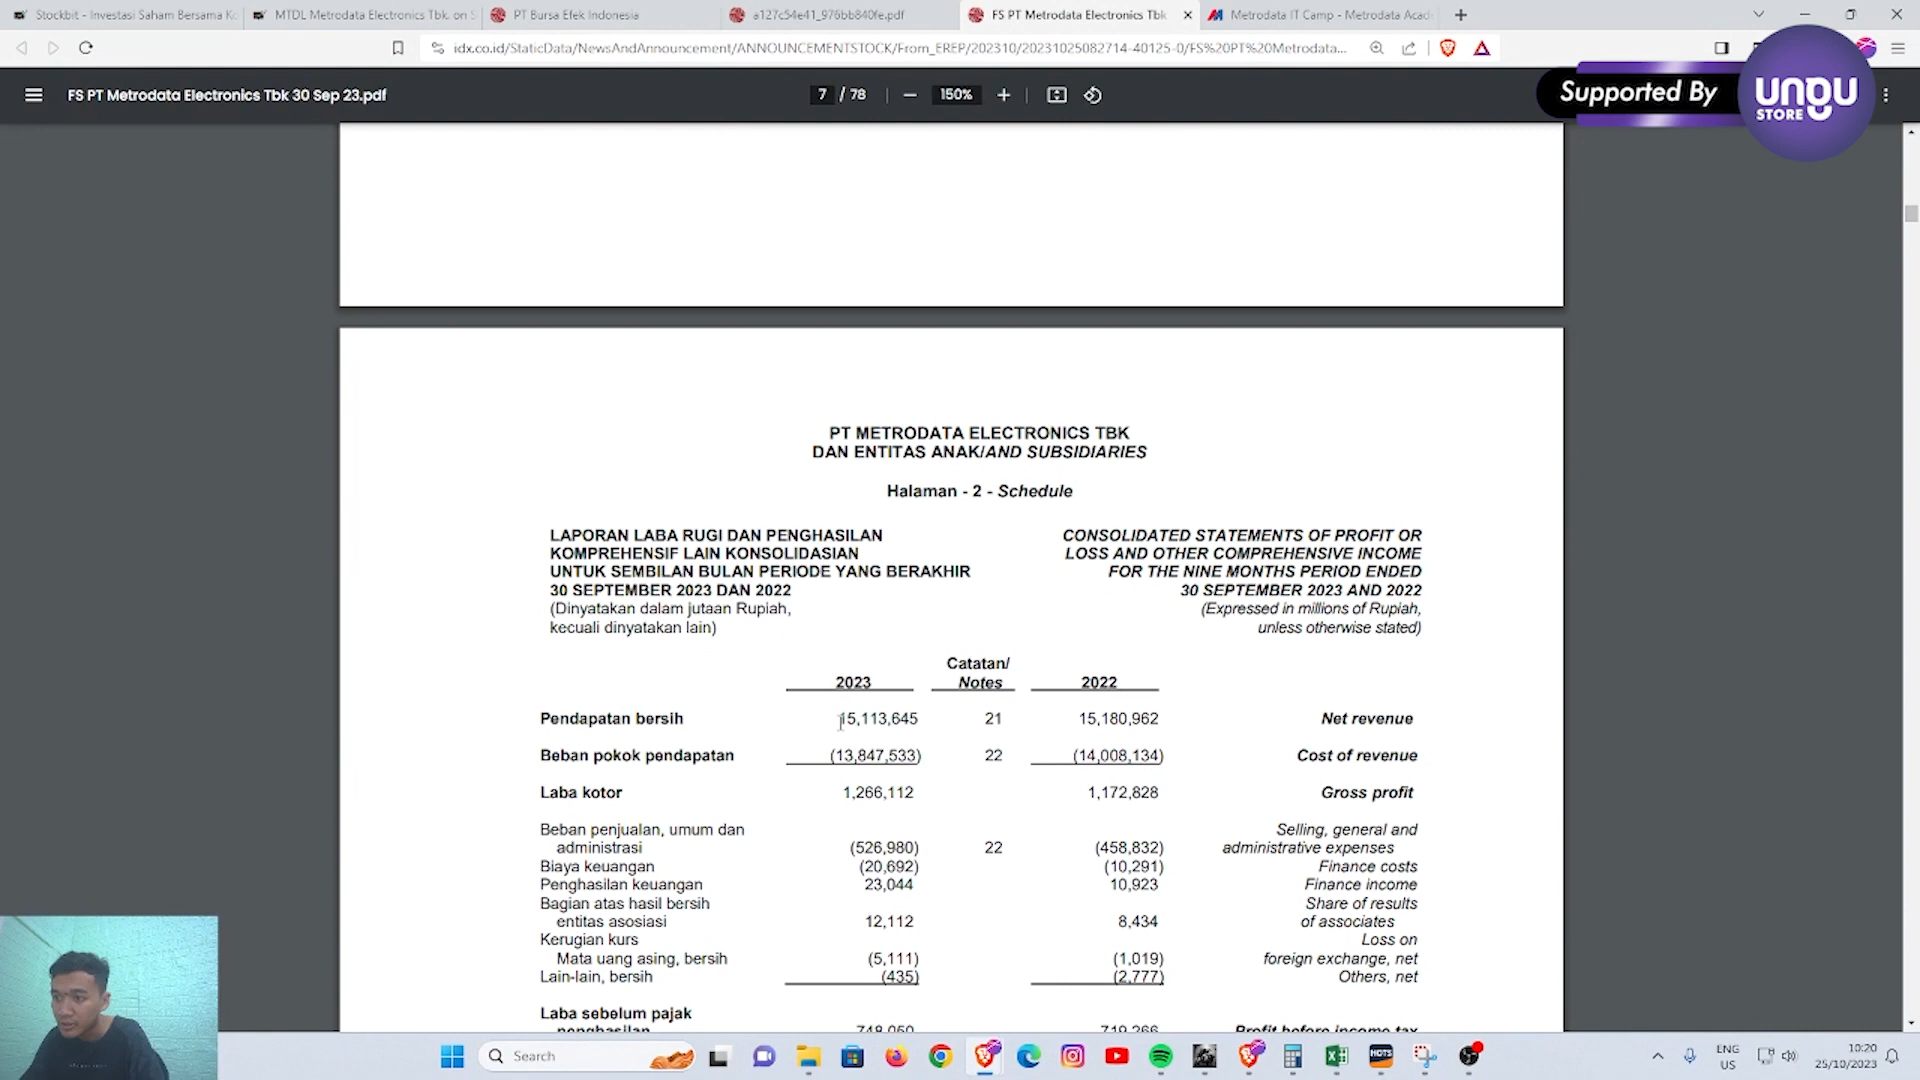 Stockbit - Investasi Saham Bersama Ko
MTDL Metrodata Electronics Tbk. on S
PT Bursa Efek Indonesia
a127c54e41_976bb840fe.pdf
FS PT Metrodata Electronics Tbk
Metrodata IT Camp - Metrodata Acad
idx.co.id/StaticData/NewsAndAnnouncement/ANNOUNCEMENTSTOCK/From_EREP/202310/20231025082714-40125-0/FS%20PT%20Metrodata...
FS PT Metrodata Electronics Tbk 30 Sep 23.pdf
7 / 78
150%
Supported By
UNGU
STORE
PT METRODATA ELECTRONICS TBK
DAN ENTITAS ANAK/AND SUBSIDIARIES
Halaman - 2 - Schedule
LAPORAN LABA RUGI DAN PENGHASILAN
KOMPREHENSIF LAIN KONSOLIDASIAN
UNTUK SEMBILAN BULAN PERIODE YANG BERAKHIR
30 SEPTEMBER 2023 DAN 2022
(Dinyatakan dalam jutaan Rupiah,
kecuali dinyatakan lain)
CONSOLIDATED STATEMENTS OF PROFIT OR
LOSS AND OTHER COMPREHENSIVE INCOME
FOR THE NINE MONTHS PERIOD ENDED
30 SEPTEMBER 2023 AND 2022
(Expressed in millions of Rupiah,
unless otherwise stated)
Catatan/
2023 Notes 2022
Pendapatan bersih 15,113,645 21 15,180,962 Net revenue
Beban pokok pendapatan (13,847,533) 22 (14,008,134) Cost of revenue
Laba kotor 1,266,112 1,172,828 Gross profit
Beban penjualan, umum dan Selling, general and
administrasi (526,980) 22 (458,832) administrative expenses
Biaya keuangan (20,692) (10,291) Finance costs
Penghasilan keuangan 23,044 10,923 Finance income
Bagian atas hasil bersih Share of results
entitas asosiasi 12,112 8,434 of associates
Kerugian kurs Loss on
Mata uang asing, bersih (5,111) (1,019) foreign exchange, net
Lain-lain, bersih (435) (2,777) Others, net
Laba sebelum pajak
penghasilan 748,050 719,266 Profit before income tax
Search
HOTS
ENG
US
10:20
25/10/2023